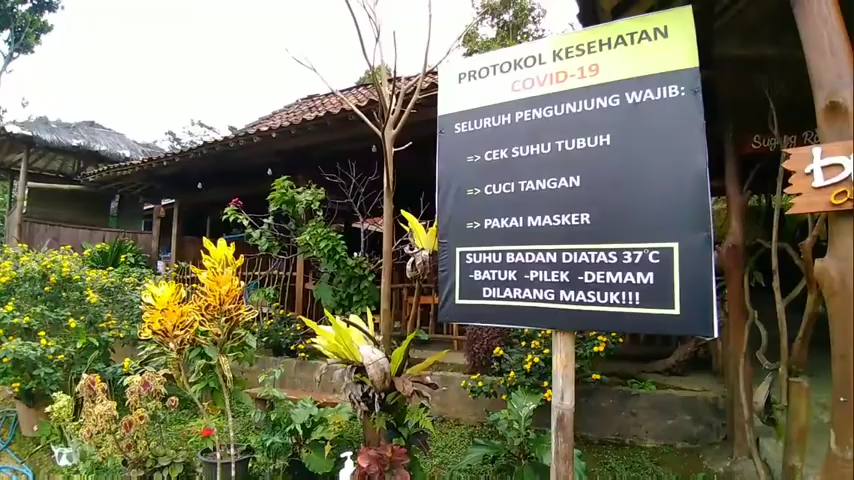 PROTOKOL KESEHATAN
COVID-19
SELURUH PENGUNJUNG WAJIB:
=> CEK SUHU TUBUH
=> CUCI TANGAN
=> PAKAI MASKER
SUHU BADAN DIATAS 37°C
-BATUK -PILEK -DEMAM
DILARANG MASUK!!!